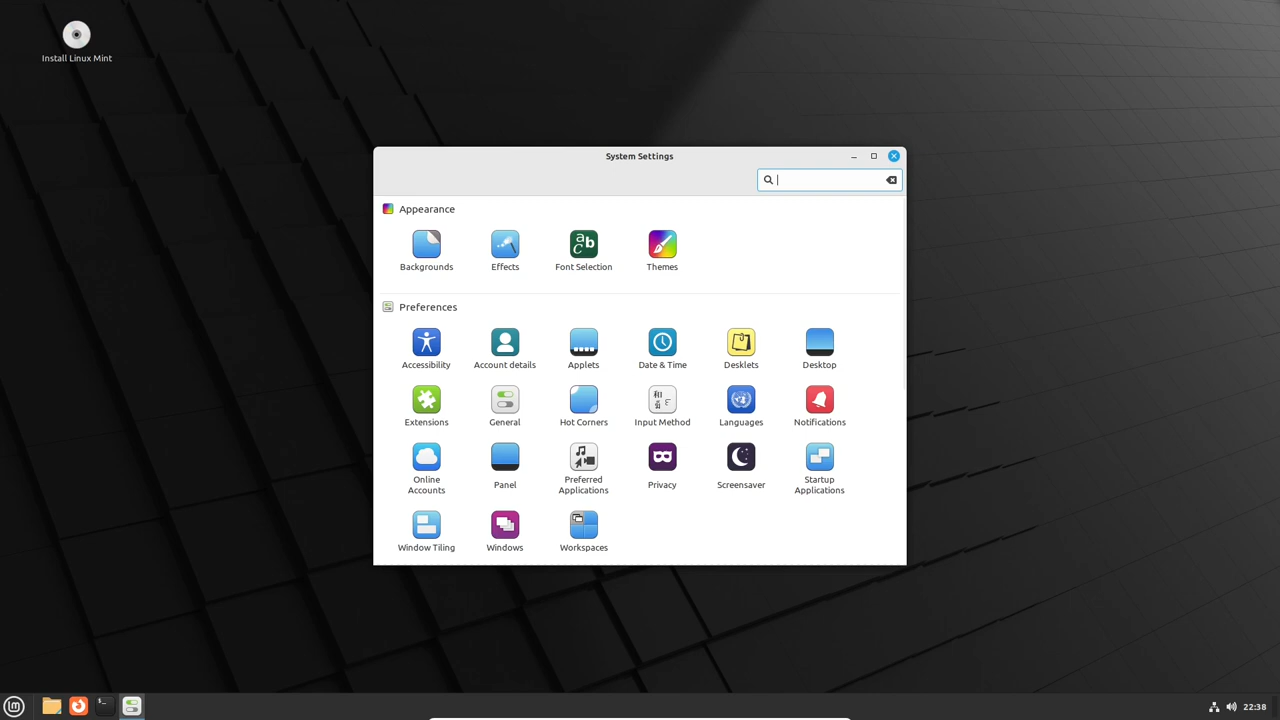 Install Linux Mint
System Settings
Appearance
Backgrounds
Effects
Font Selection
Themes
Preferences
Accessibility
Account details
Applets
Date & Time
Desklets
Desktop
Extensions
General
Hot Corners
Input Method
Languages
Notifications
Online
Accounts
Panel
Preferred
Applications
Privacy
Screensaver
Startup
Applications
Window Tiling
Windows
Workspaces
22:38